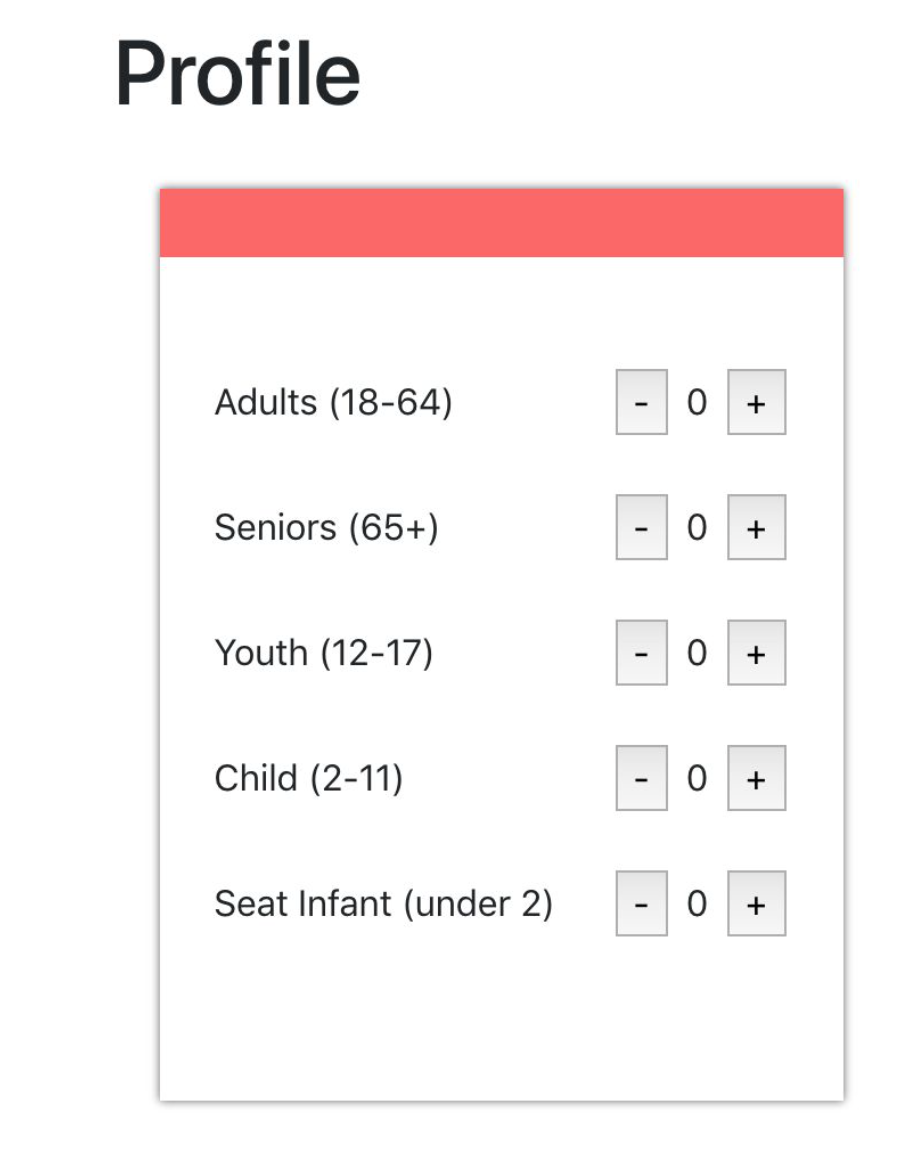 Profile
Adults (18-64) - 0 +
Seniors (65+) - 0 +
Youth (12-17) - 0 +
Child (2-11) - 0 +
Seat Infant (under 2) - 0 +